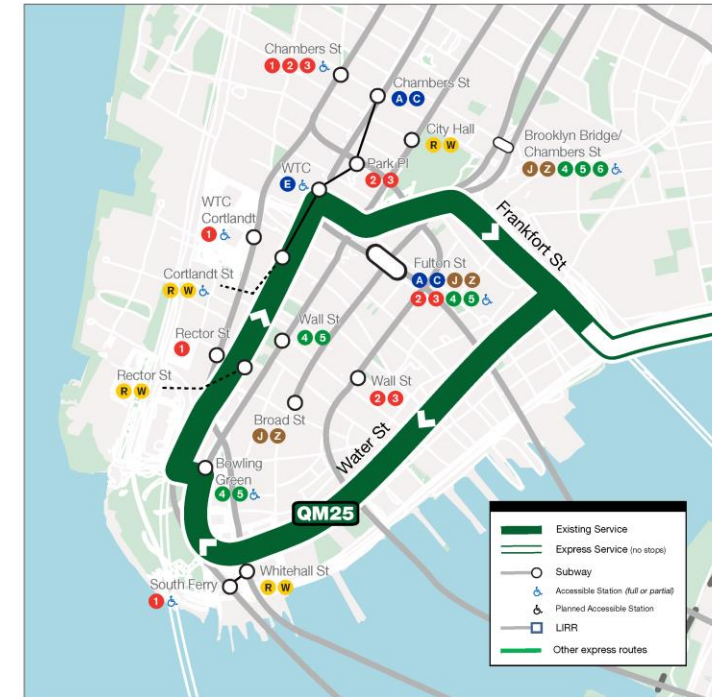 Chambers St
1 2 3
Chambers St
A C
City Hall
R W
Brooklyn Bridge/
Chambers St
J Z 4 5 6
WTC
E
Park Pl
2 3
WTC
Cortlandt
1
Frankfort St
Cortlandt St
R W
Fulton St
A C J Z
2 3 4 5
Rector St
1
Wall St
4 5
Rector St
R W
Wall St
2 3
Broad St
J Z
Water St
Bowling
Green
4 5
QM25
Whitehall St
R W
South Ferry
1
Existing Service
Express Service (no stops)
Subway
Accessible Station (full or partial)
Planned Accessible Station
LIRR
Other express routes